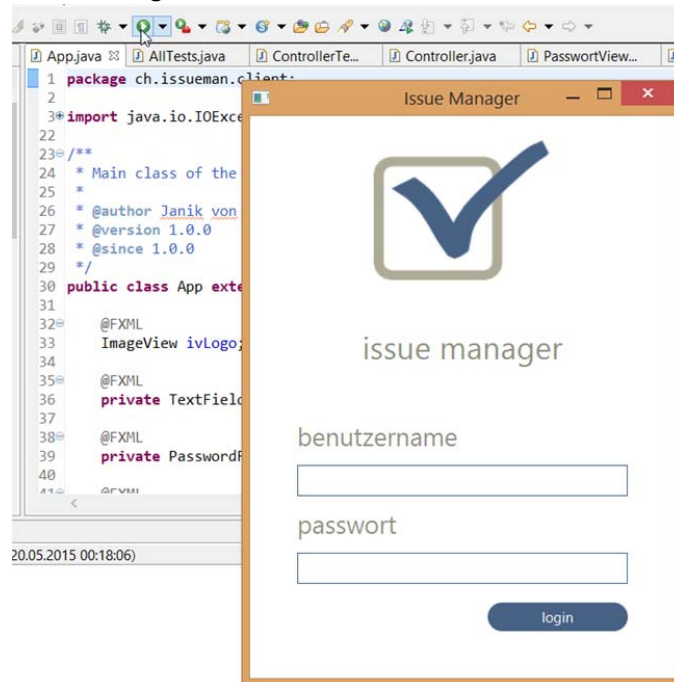 App.java AllTests.java ControllerTe... Controller.java PasswortView...
1 package ch.issueman.client;
2
3 import java.io.IOExce
22
23 /**
24 * Main class of the
25 *
26 * @author Janik von
27 * @version 1.0.0
28 * @since 1.0.0
29 */
30 public class App exte
31
32 @FXML
33 ImageView ivLogo;
34
35 @FXML
36 private TextField
37
38 @FXML
39 private PasswordF
40
41 @FXML
20.05.2015 00:18:06)
Issue Manager
issue manager
benutzername
passwort
login